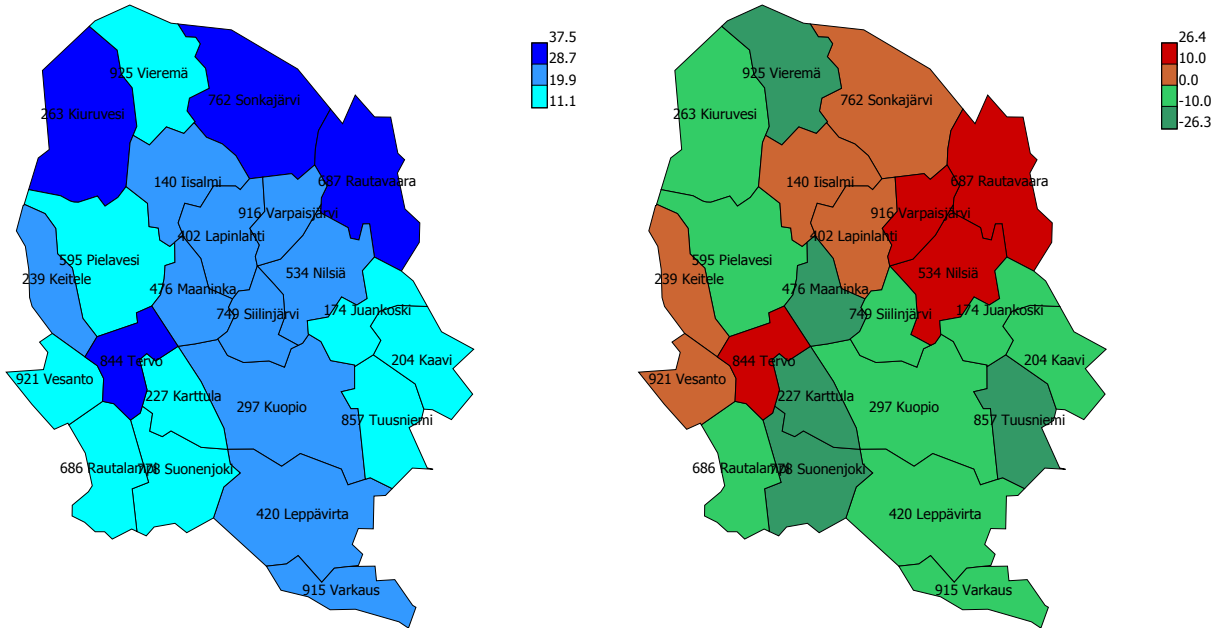 37.5
28.7
19.9
11.1
925 Vieremä
762 Sonkajärvi
263 Kiuruvesi
140 Iisalmi
687 Rautavaara
916 Varpaisjärvi
402 Lapinlahti
595 Pielavesi
534 Nilsiä
239 Keitele
476 Maaninka
749 Siilinjärvi
174 Juankoski
844 Tervo
204 Kaavi
921 Vesanto
227 Karttula
297 Kuopio
857 Tuusniemi
686 Rautalampi
778 Suonenjoki
420 Leppävirta
915 Varkaus
26.4
10.0
0.0
-10.0
-26.3
925 Vieremä
762 Sonkajärvi
263 Kiuruvesi
140 Iisalmi
687 Rautavaara
916 Varpaisjärvi
402 Lapinlahti
595 Pielavesi
534 Nilsiä
239 Keitele
476 Maaninka
749 Siilinjärvi
174 Juankoski
844 Tervo
204 Kaavi
921 Vesanto
227 Karttula
297 Kuopio
857 Tuusniemi
686 Rautalampi
778 Suonenjoki
420 Leppävirta
915 Varkaus